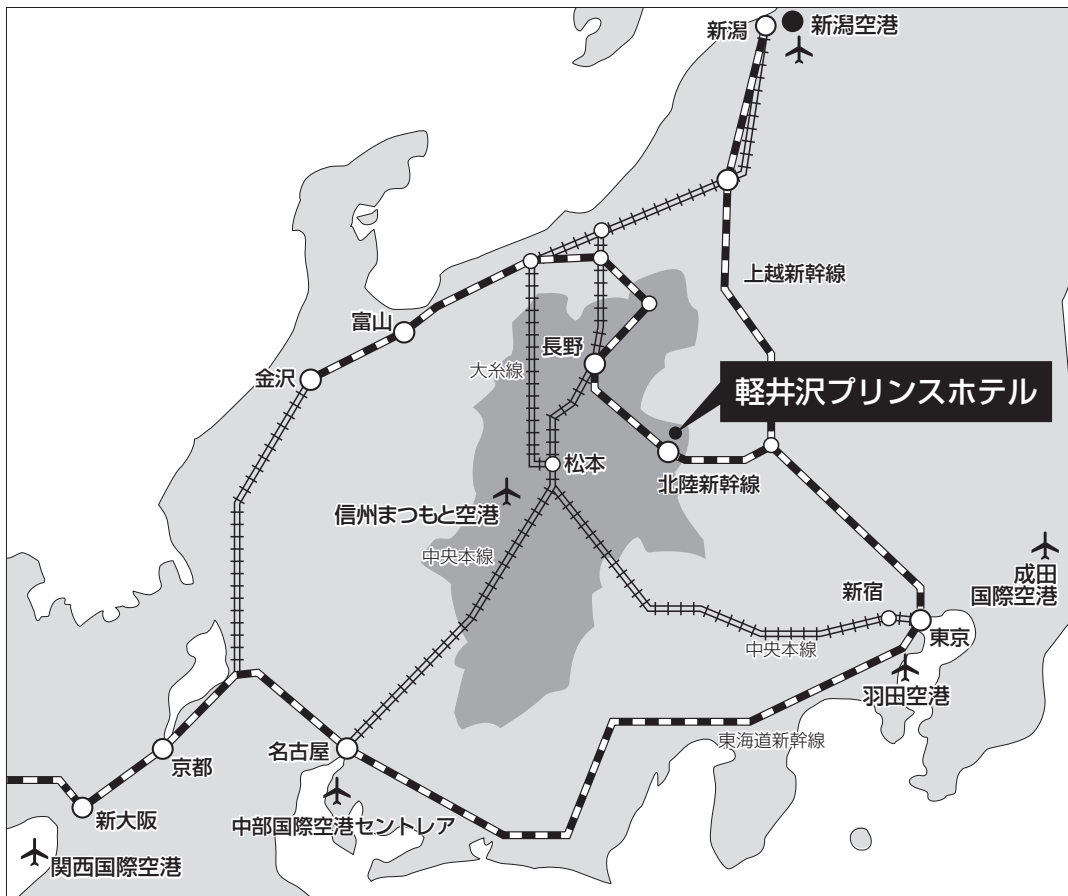 新潟
新潟空港
上越新幹線
富山
長野
大糸線
金沢
軽井沢プリンスホテル
松本
北陸新幹線
信州まつもと空港
中央本線
成田
国際空港
新宿
東京
中央本線
羽田空港
東海道新幹線
名古屋
京都
新大阪
中部国際空港セントレア
関西国際空港